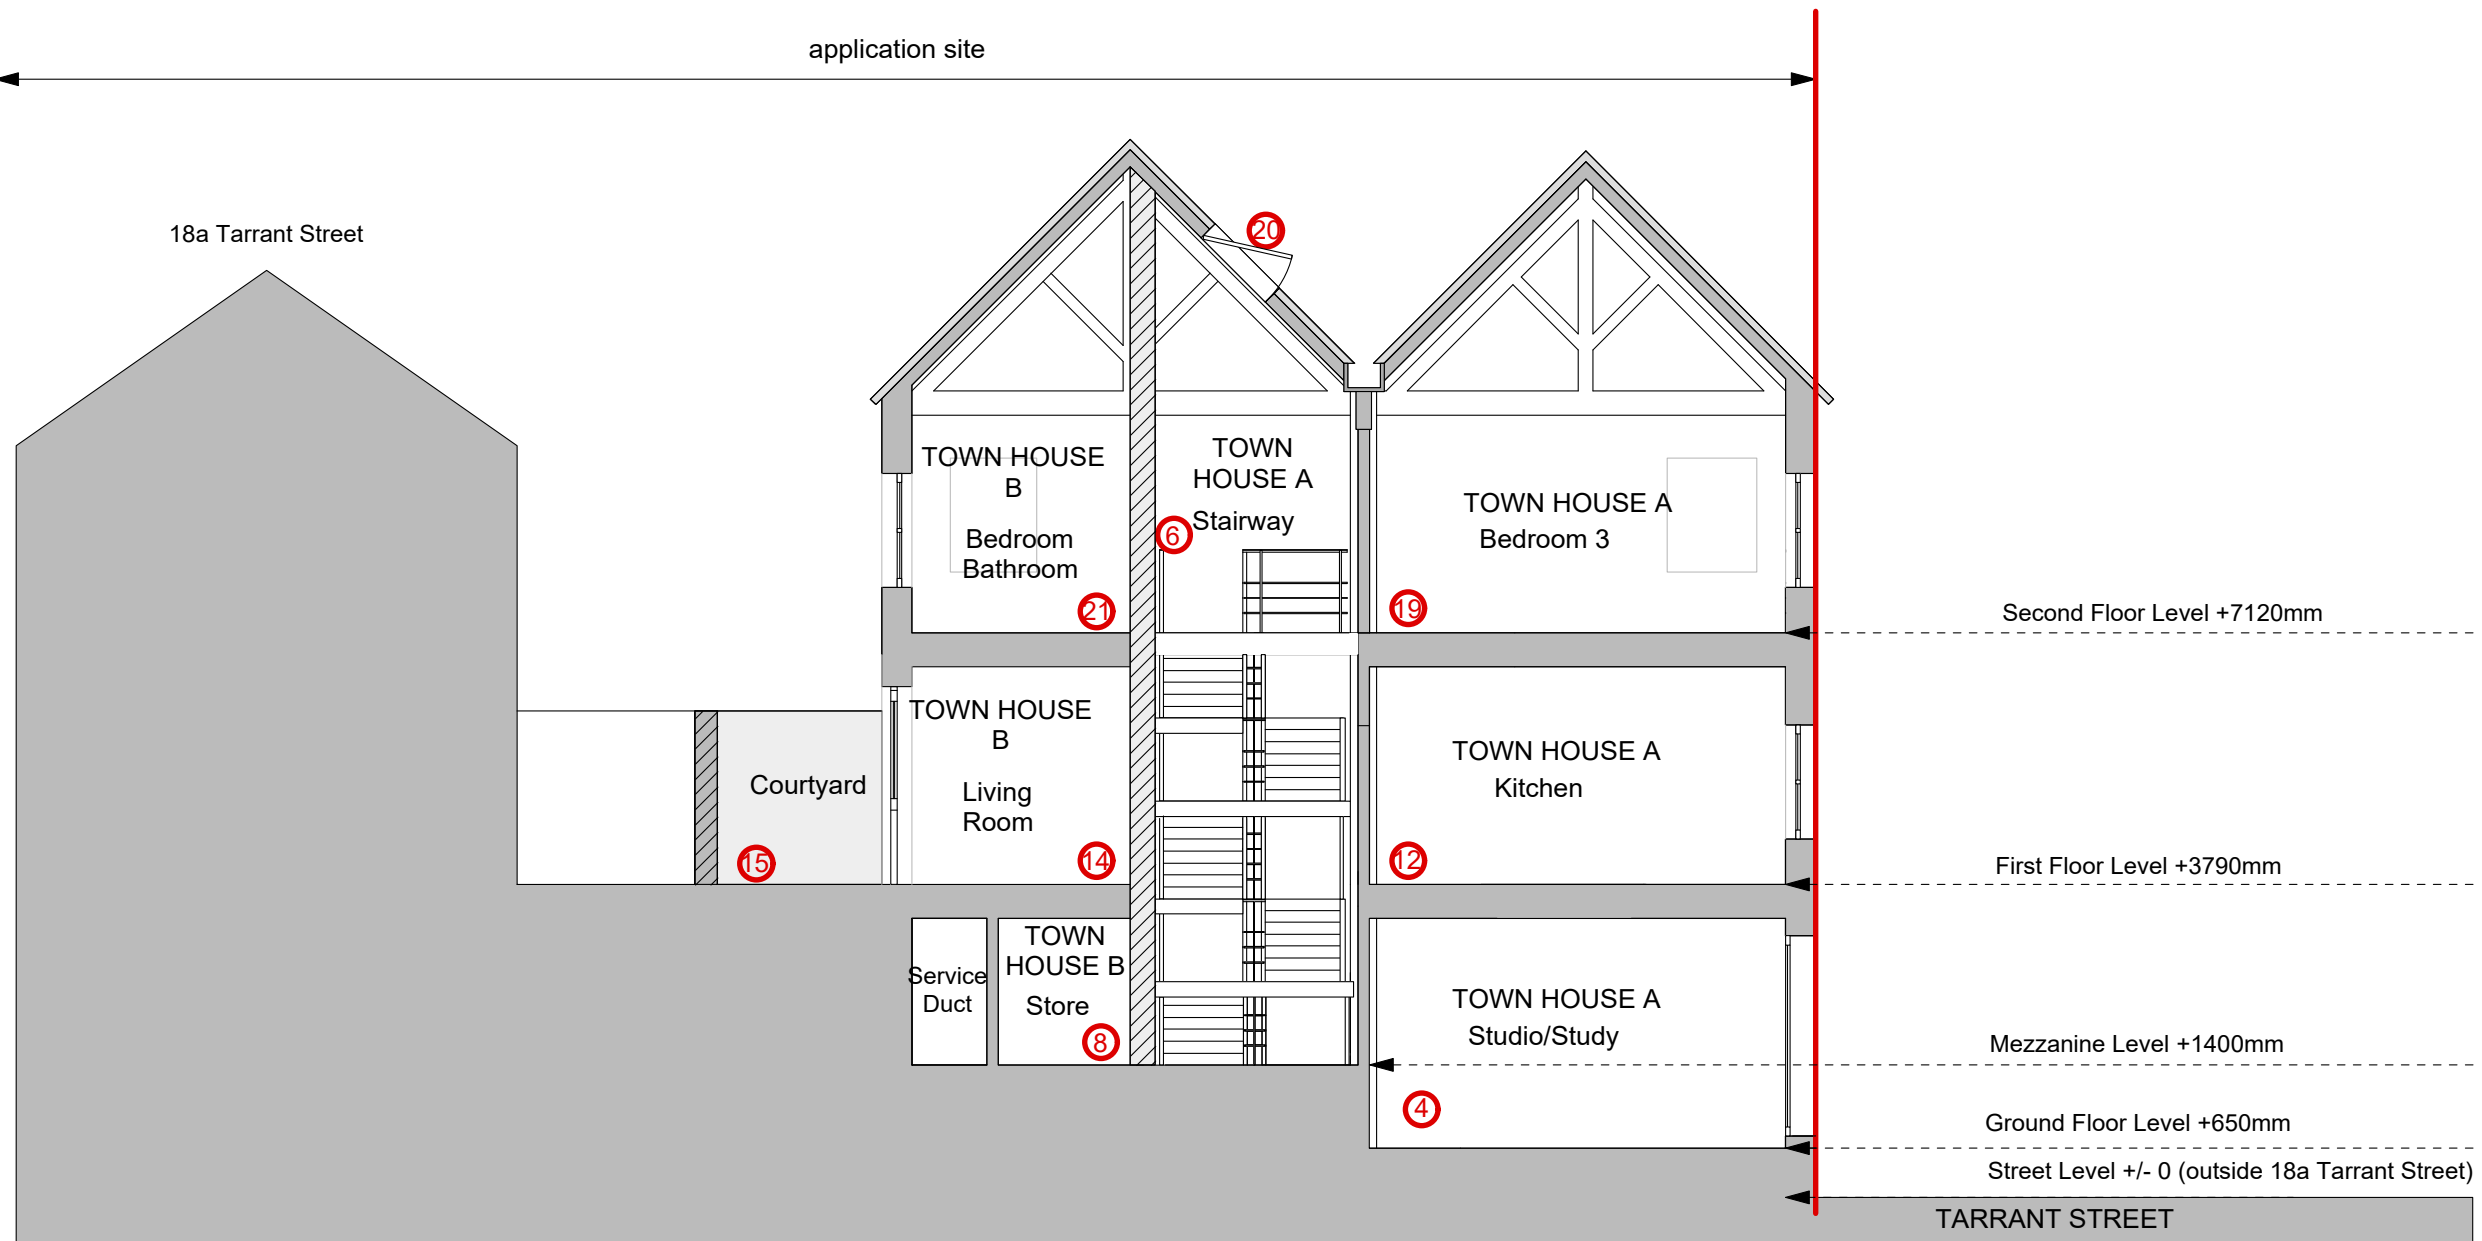 application site
18a Tarrant Street
20
TOWN HOUSE
B
Bedroom
Bathroom
21
TOWN
HOUSE A
Stairway
6
TOWN HOUSE A
Bedroom 3
19
Second Floor Level +7120mm
Courtyard
15
TOWN HOUSE
B
Living
Room
14
TOWN HOUSE A
Kitchen
12
First Floor Level +3790mm
Service
Duct
TOWN
HOUSE B
Store
8
TOWN HOUSE A
Studio/Study
4
Mezzanine Level +1400mm
Ground Floor Level +650mm
Street Level +/- 0 (outside 18a Tarrant Street)
TARRANT STREET